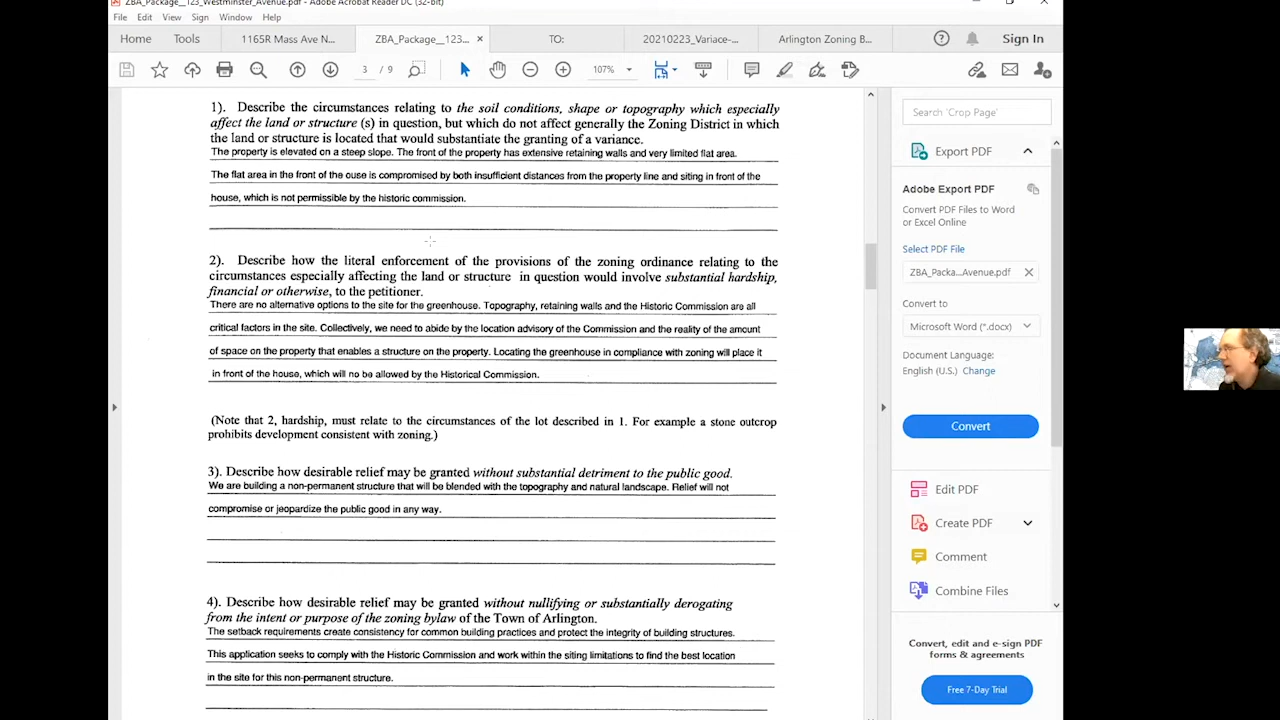 ZBA_Package__123_Westminster_Avenue.pdf - Adobe Acrobat Reader DC (32-bit)
File Edit View Sign Window Help
Home Tools 1165R Mass Ave N... ZBA_Package__123... × TO: 20210223_Variace-... Arlington Zoning B... Sign In
3 / 9 107%
1). Describe the circumstances relating to the soil conditions, shape or topography which especially
affect the land or structure (s) in question, but which do not affect generally the Zoning District in which
the land or structure is located that would substantiate the granting of a variance.
The property is elevated on a steep slope. The front of the property has extensive retaining walls and very limited flat area.
The flat area in the front of the ouse is compromised by both insufficient distances from the property line and siting in front of the
house, which is not permissible by the historic commission.
2). Describe how the literal enforcement of the provisions of the zoning ordinance relating to the
circumstances especially affecting the land or structure in question would involve substantial hardship,
financial or otherwise, to the petitioner.
There are no alternative options to the site for the greenhouse. Topography, retaining walls and the Historic Commission are all
critical factors in the site. Collectively, we need to abide by the location advisory of the Commission and the reality of the amount
of space on the property that enables a structure on the property. Locating the greenhouse in compliance with zoning will place it
in front of the house, which will no be allowed by the Historical Commission.
(Note that 2, hardship, must relate to the circumstances of the lot described in 1. For example a stone outcrop
prohibits development consistent with zoning.)
3). Describe how desirable relief may be granted without substantial detriment to the public good.
We are building a non-permanent structure that will be blended with the topography and natural landscape. Relief will not
compromise or jeopardize the public good in any way.
4). Describe how desirable relief may be granted without nullifying or substantially derogating
from the intent or purpose of the zoning bylaw of the Town of Arlington.
The setback requirements create consistency for common building practices and protect the integrity of building structures.
This application seeks to comply with the Historic Commission and work within the siting limitations to find the best location
in the site for this non-permanent structure.
Search 'Crop Page'
Export PDF
Adobe Export PDF
Convert PDF Files to Word
or Excel Online
Select PDF File
ZBA_Packa...Avenue.pdf
Convert to
Microsoft Word (*.docx)
Document Language:
English (U.S.) Change
Convert
Edit PDF
Create PDF
Comment
Combine Files
Convert, edit and e-sign PDF
forms & agreements
Free 7-Day Trial